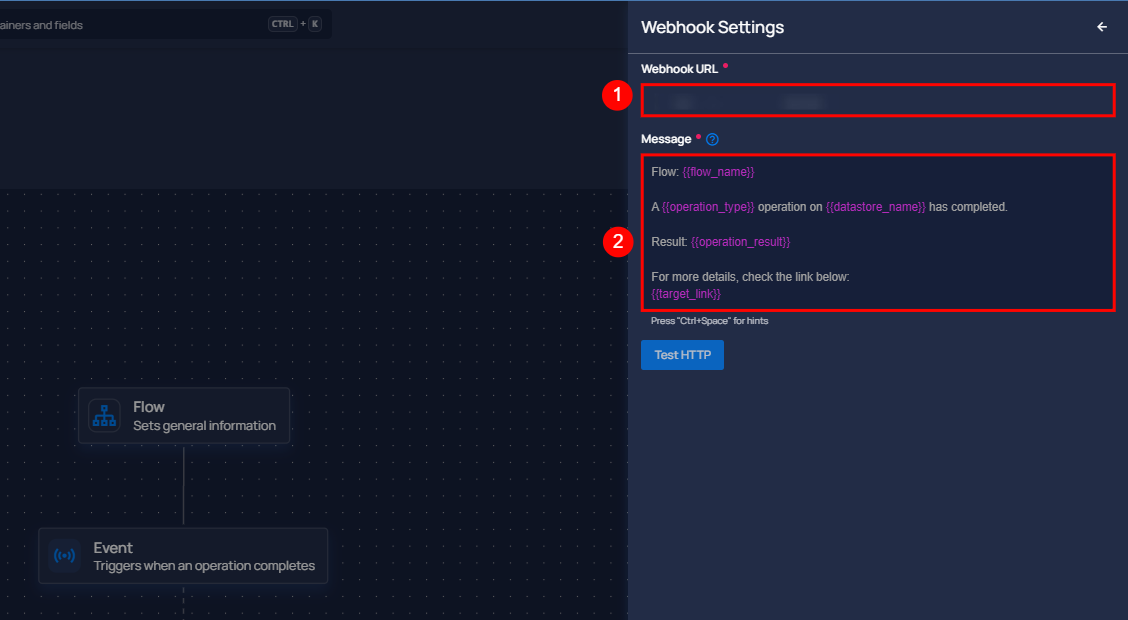 ainers and fields
CTRL + K
Webhook Settings
Webhook URL *
1
Message * ?
Flow: {{flow_name}}
A {{operation_type}} operation on {{datastore_name}} has completed.
2
Result: {{operation_result}}
For more details, check the link below:
{{target_link}}
Press "Ctrl+Space" for hints
Test HTTP
Flow
Sets general information
Event
Triggers when an operation completes